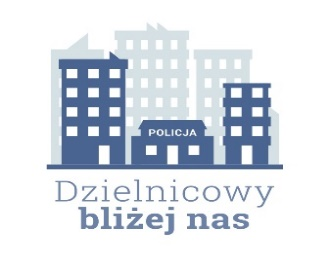 POLICJA
Dzielnicowy
bliżej nas